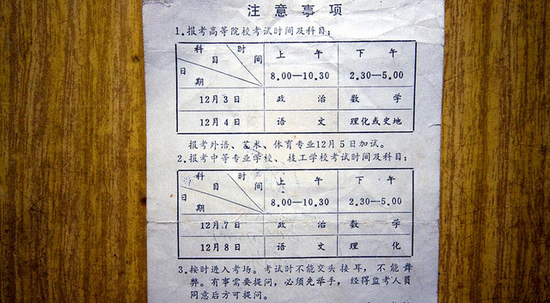 注意事项
1.报考高等院校考试时间及科目：
科目 时间 日期 上午 下午
8.00—10.30 2.30—5.00
12月3日 政治 数学
12月4日 语文 理化或史地
报考外语、艺术、体育专业12月5日加试。
2.报考中等专业学校、技工学校考试时间及科目：
科目 时间 日期 上午 下午
8.00—10.30 2.30—5.00
12月7日 政治 数学
12月8日 语文 理化
3.按时进入考场。考试时不能交头接耳，不能舞
弊。有事需要提问，必须先举手，经得监考人员
同意后方可提问。